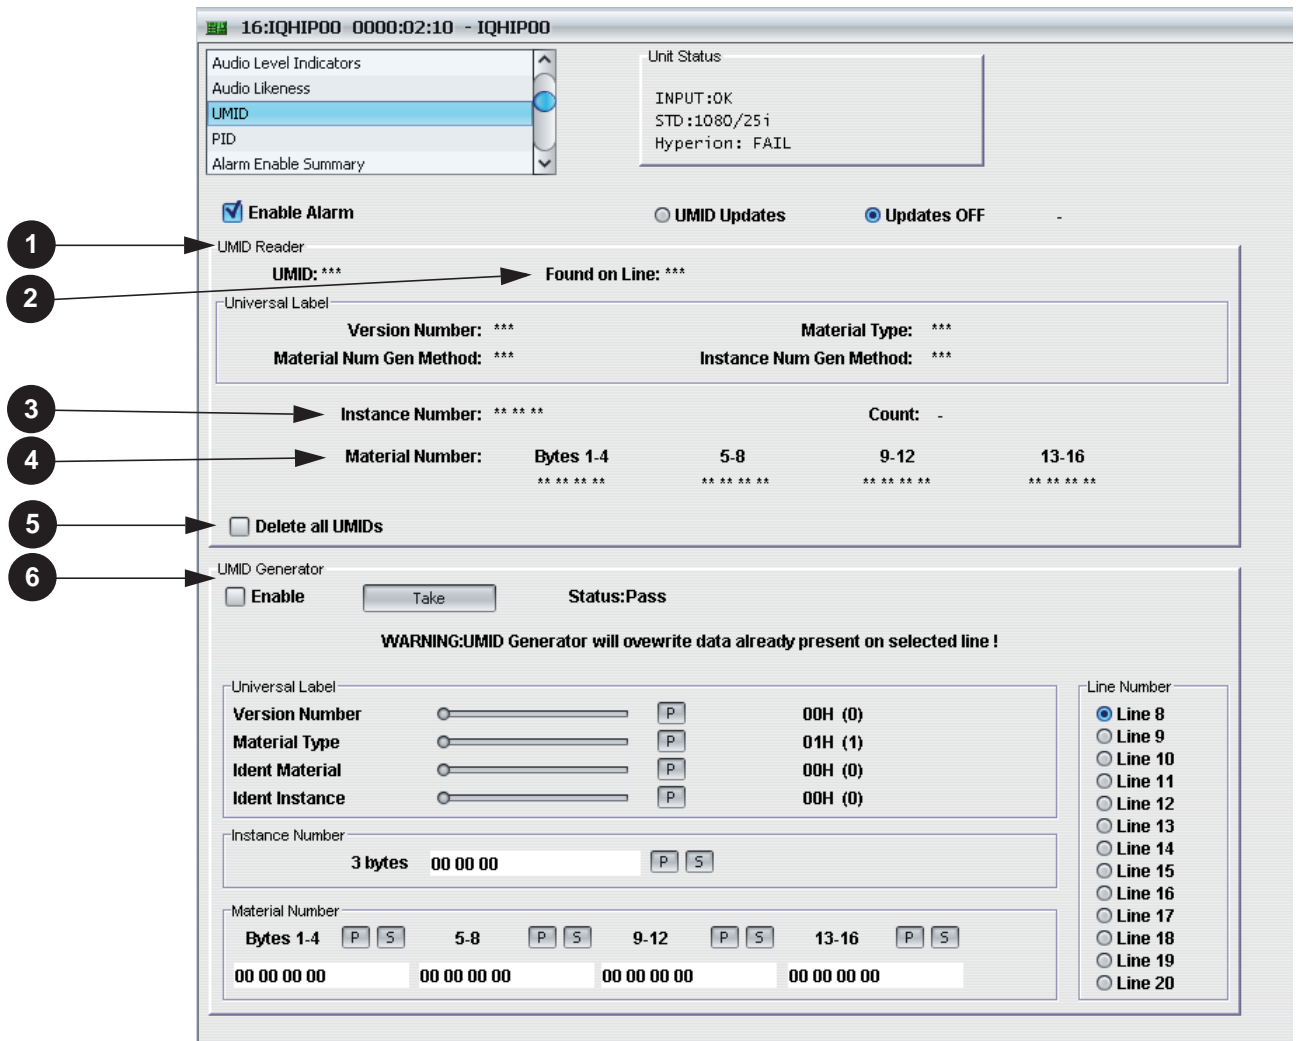 16:IQHIP00 0000:02:10 - IQHIP00
Audio Level Indicators
Audio Likeness
UMID
PID
Alarm Enable Summary
Unit Status
INPUT:OK
STD:1080/25i
Hyperion: FAIL
Enable Alarm
UMID Updates
Updates OFF
-
1
UMID Reader
UMID: ***
Found on Line: ***
2
Universal Label
Version Number: ***
Material Type: ***
Material Num Gen Method: ***
Instance Num Gen Method: ***
3
Instance Number: ** ** **
Count: -
4
Material Number:
Bytes 1-4
5-8
9-12
13-16
** ** ** **
** ** ** **
** ** ** **
** ** ** **
5
Delete all UMIDs
6
UMID Generator
Enable
Take
Status:Pass
WARNING:UMID Generator will ovewrite data already present on selected line !
Universal Label
Version Number P 00H (0)
Material Type P 01H (1)
Ident Material P 00H (0)
Ident Instance P 00H (0)
Instance Number
3 bytes 00 00 00 P S
Material Number
Bytes 1-4 P S 5-8 P S 9-12 P S 13-16 P S
00 00 00 00 00 00 00 00 00 00 00 00 00 00 00 00
Line Number
Line 8
Line 9
Line 10
Line 11
Line 12
Line 13
Line 14
Line 15
Line 16
Line 17
Line 18
Line 19
Line 20